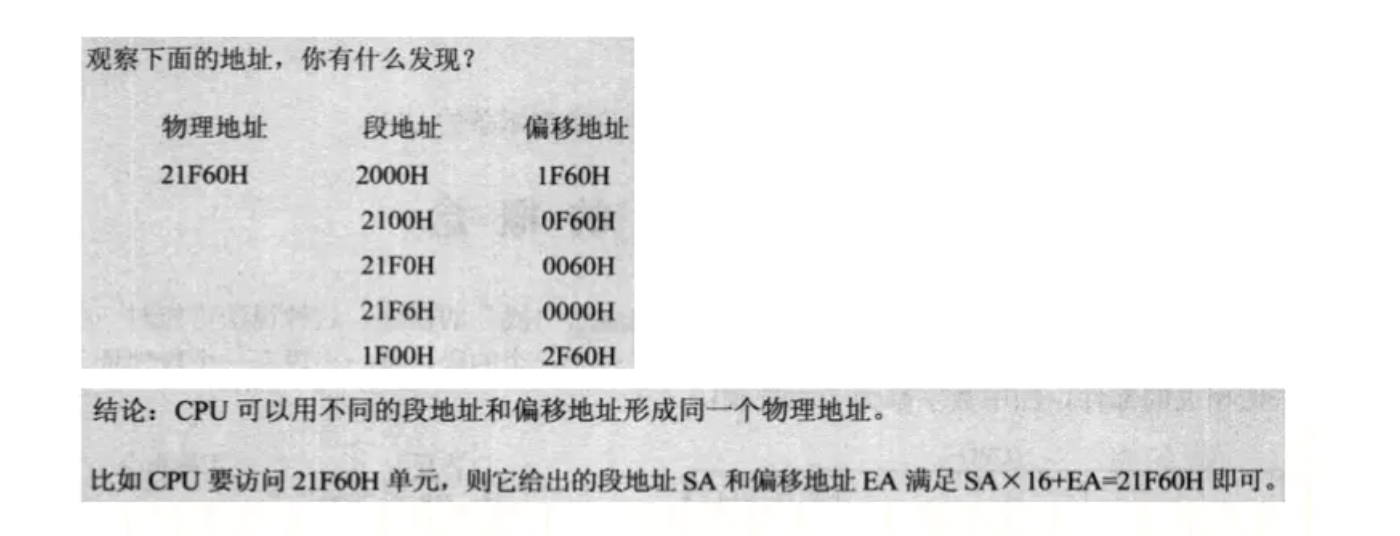 观察下面的地址，你有什么发现？
物理地址 段地址 偏移地址
21F60H 2000H 1F60H
2100H 0F60H
21F0H 0060H
21F6H 0000H
1F00H 2F60H
结论：CPU 可以用不同的段地址和偏移地址形成同一个物理地址。
比如 CPU 要访问 21F60H 单元，则它给出的段地址 SA 和偏移地址 EA 满足 SA×16+EA=21F60H 即可。